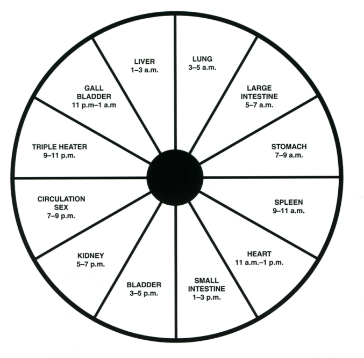 LUNG
3–5 a.m.
LARGE
INTESTINE
5–7 a.m.
STOMACH
7–9 a.m.
SPLEEN
9–11 a.m.
HEART
11 a.m.–1 p.m.
SMALL
INTESTINE
1–3 p.m.
BLADDER
3–5 p.m.
KIDNEY
5–7 p.m.
CIRCULATION
SEX
7–9 p.m.
TRIPLE HEATER
9–11 p.m.
GALL
BLADDER
11 p.m–1 a.m
LIVER
1–3 a.m.